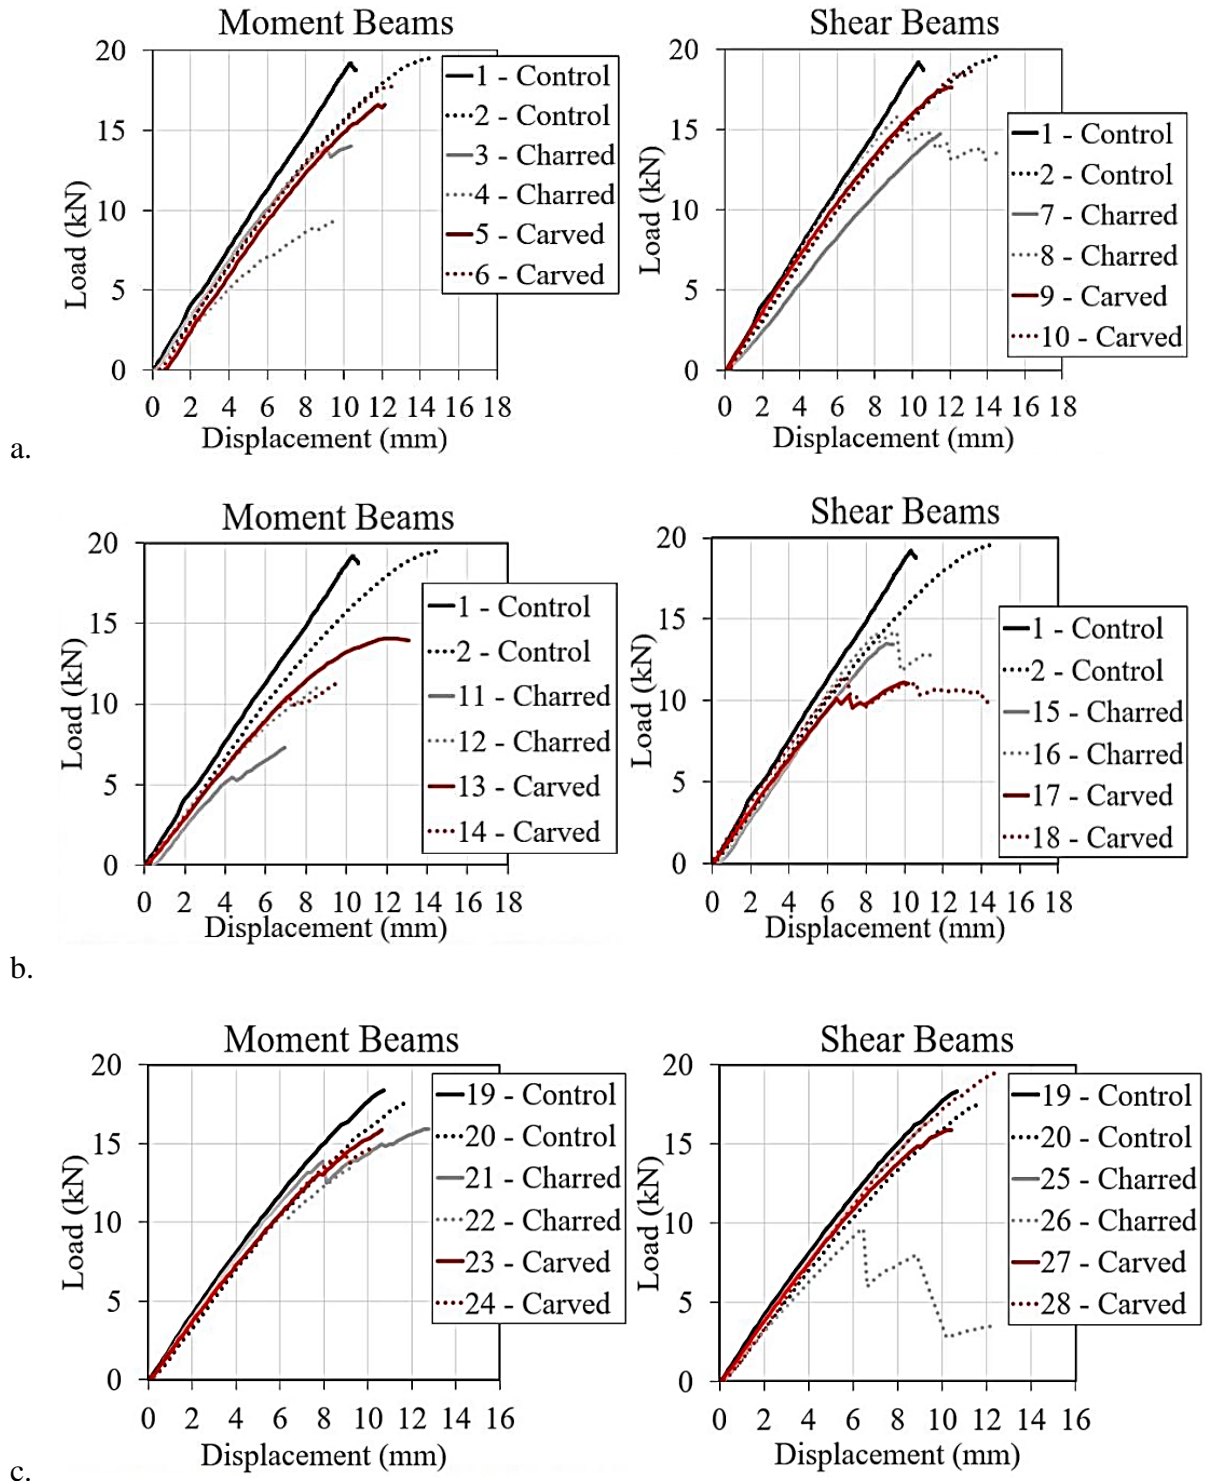 Moment Beams
20
15
10
5
0
Load (kN)
0 2 4 6 8 10 12 14 16 18
Displacement (mm)
1 - Control
2 - Control
3 - Charred
4 - Charred
5 - Carved
6 - Carved
Shear Beams
20
15
10
5
0
Load (kN)
0 2 4 6 8 10 12 14 16 18
Displacement (mm)
1 - Control
2 - Control
7 - Charred
8 - Charred
9 - Carved
10 - Carved
a.
Moment Beams
20
15
10
5
0
Load (kN)
0 2 4 6 8 10 12 14 16 18
Displacement (mm)
1 - Control
2 - Control
11 - Charred
12 - Charred
13 - Carved
14 - Carved
Shear Beams
20
15
10
5
0
Load (kN)
0 2 4 6 8 10 12 14 16 18
Displacement (mm)
1 - Control
2 - Control
15 - Charred
16 - Charred
17 - Carved
18 - Carved
b.
Moment Beams
20
15
10
5
0
Load (kN)
0 2 4 6 8 10 12 14 16
Displacement (mm)
19 - Control
20 - Control
21 - Charred
22 - Charred
23 - Carved
24 - Carved
Shear Beams
20
15
10
5
0
Load (kN)
0 2 4 6 8 10 12 14 16
Displacement (mm)
19 - Control
20 - Control
25 - Charred
26 - Charred
27 - Carved
28 - Carved
c.